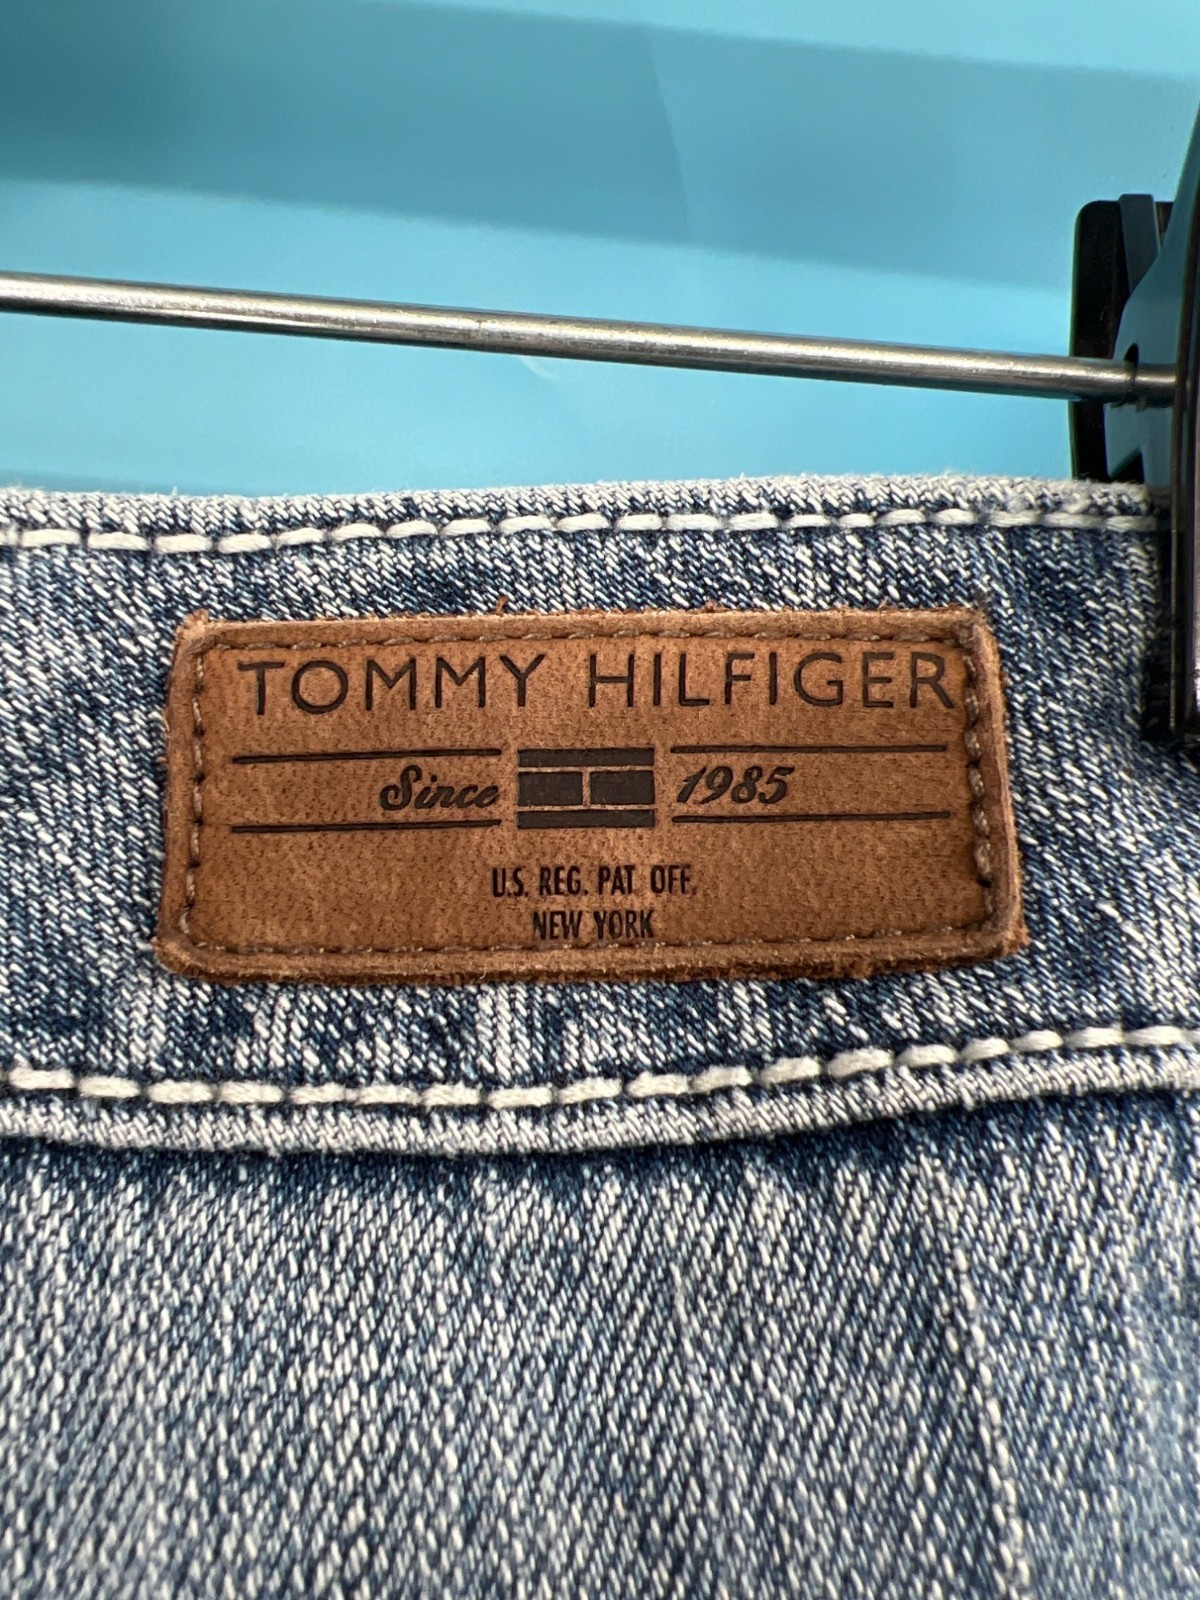 TOMMY HILFIGER
Since 1985
U.S. REG. PAT. OFF.
NEW YORK